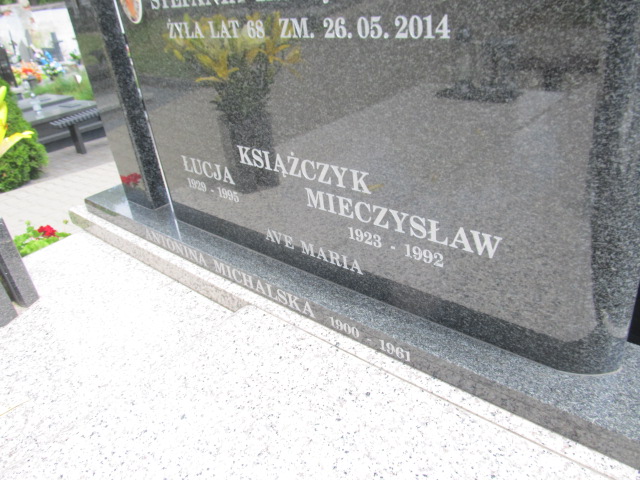 ŻYŁA LAT 68 ZM. 26.05.2014
KSIĄŻCZYK
ŁUCJA
1929 - 1995
MIECZYSŁAW
1923 - 1992
AVE MARIA
ANTONINA MICHALSKA 1900 - 1961